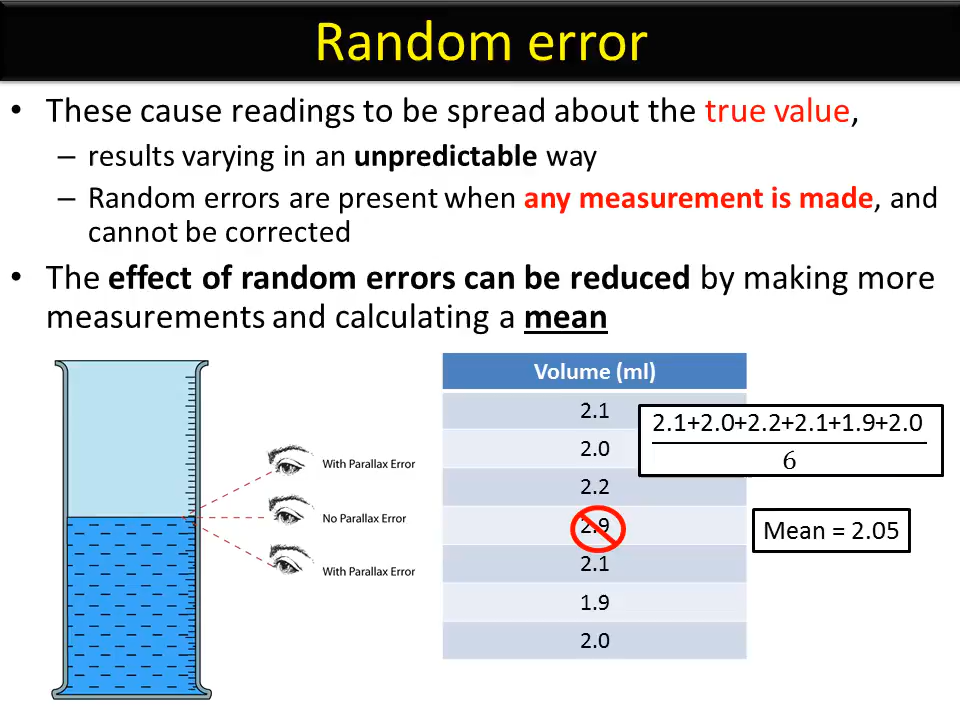 Random error
• These cause readings to be spread about the true value,
– results varying in an unpredictable way
– Random errors are present when any measurement is made, and
cannot be corrected
• The effect of random errors can be reduced by making more
measurements and calculating a mean
With Parallax Error
No Parallax Error
With Parallax Error
Volume (ml)
2.1
2.0
2.2
2.9
2.1
1.9
2.0
2.1+2.0+2.2+2.1+1.9+2.0
6
Mean = 2.05